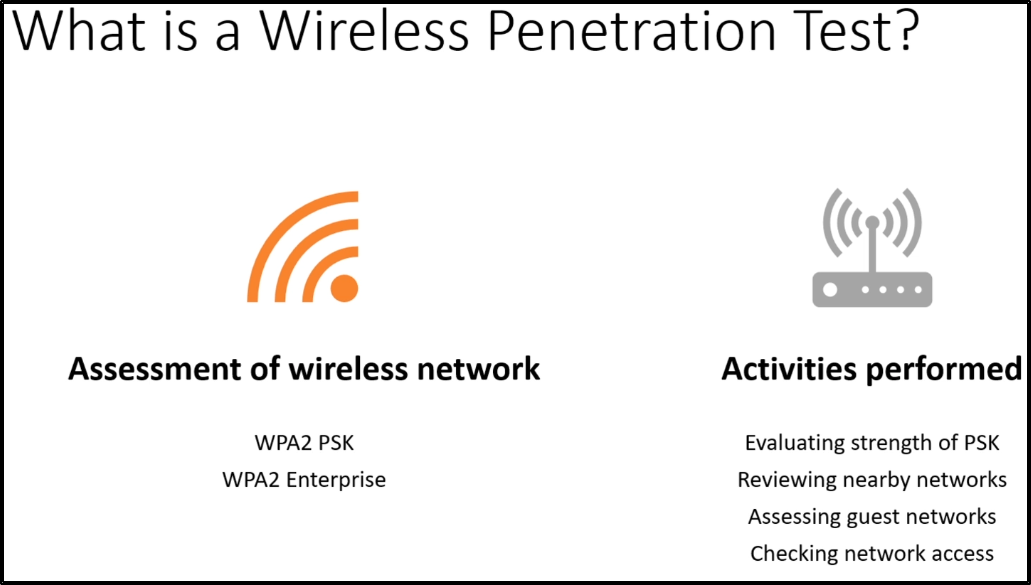 What is a Wireless Penetration Test?
Assessment of wireless network
WPA2 PSK
WPA2 Enterprise
Activities performed
Evaluating strength of PSK
Reviewing nearby networks
Assessing guest networks
Checking network access